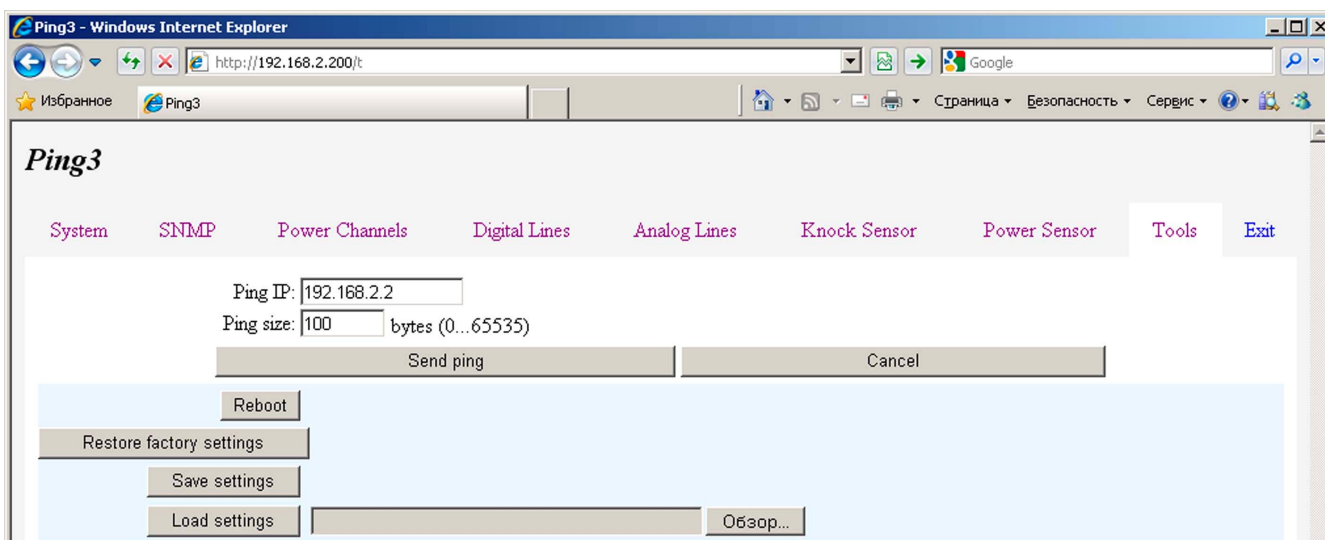 Ping3 - Windows Internet Explorer
http://192.168.2.200/t Google
Избранное Ping3 Страница Безопасность Сервис
Ping3
System SNMP Power Channels Digital Lines Analog Lines Knock Sensor Power Sensor Tools Exit
Ping IP: 192.168.2.2
Ping size: 100 bytes (0...65535)
Send ping Cancel
Reboot
Restore factory settings
Save settings
Load settings Обзор...